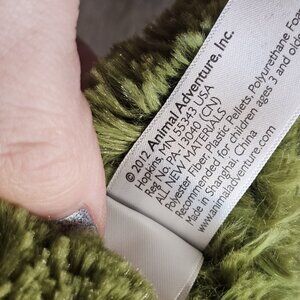 © 2012 Animal Adventure, Inc.
Hopkins, MN 55343 USA
Reg No. PA-13040 (CN)
ALL NEW MATERIALS
Polyester Fiber, Plastic Pellets, Polyurethane Foam
Recommended for children ages 3 and older
Made in Shanghai, China
www.animaladventure.com